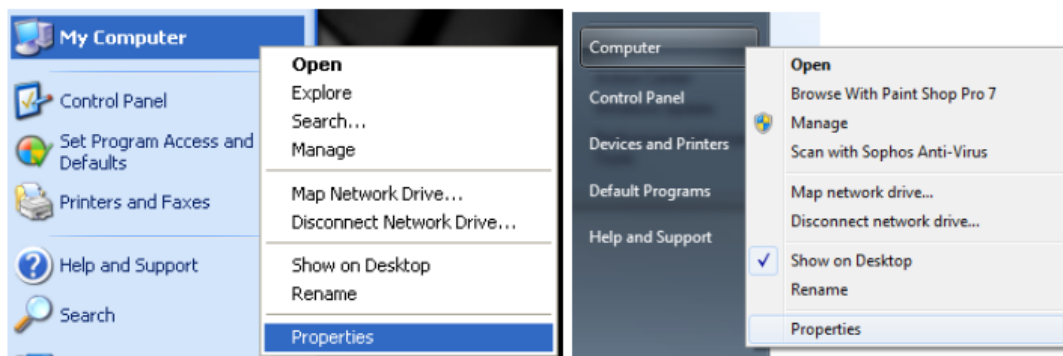 My Computer
Control Panel
Set Program Access and
Defaults
Printers and Faxes
Help and Support
Search
Open
Explore
Search...
Manage
Map Network Drive...
Disconnect Network Drive...
Show on Desktop
Rename
Properties
Computer
Control Panel
Devices and Printers
Default Programs
Help and Support
Open
Browse With Paint Shop Pro 7
Manage
Scan with Sophos Anti-Virus
Map network drive...
Disconnect network drive...
Show on Desktop
Rename
Properties